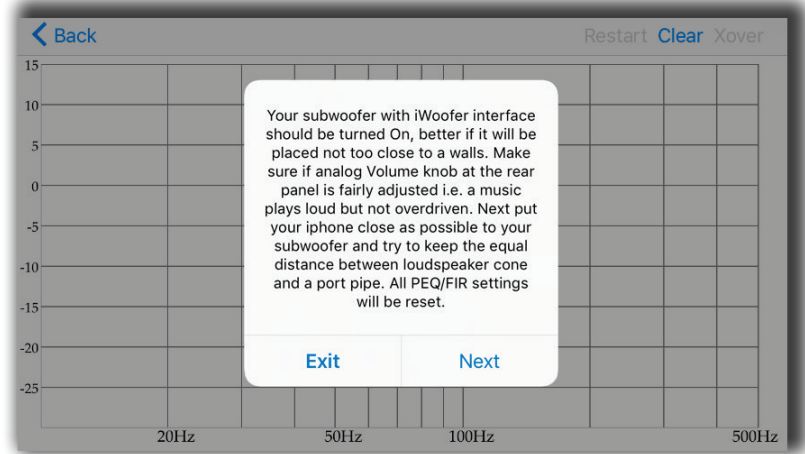 Back
Restart Clear Xover
15
10
5
0
-5
-10
-15
-20
-25
Your subwoofer with iWoofer interface
should be turned On, better if it will be
placed not too close to a walls. Make
sure if analog Volume knob at the rear
panel is fairly adjusted i.e. a music
plays loud but not overdriven. Next put
your iphone close as possible to your
subwoofer and try to keep the equal
distance between loudspeaker cone
and a port pipe. All PEQ/FIR settings
will be reset.
Exit Next
20Hz 50Hz 100Hz 500Hz